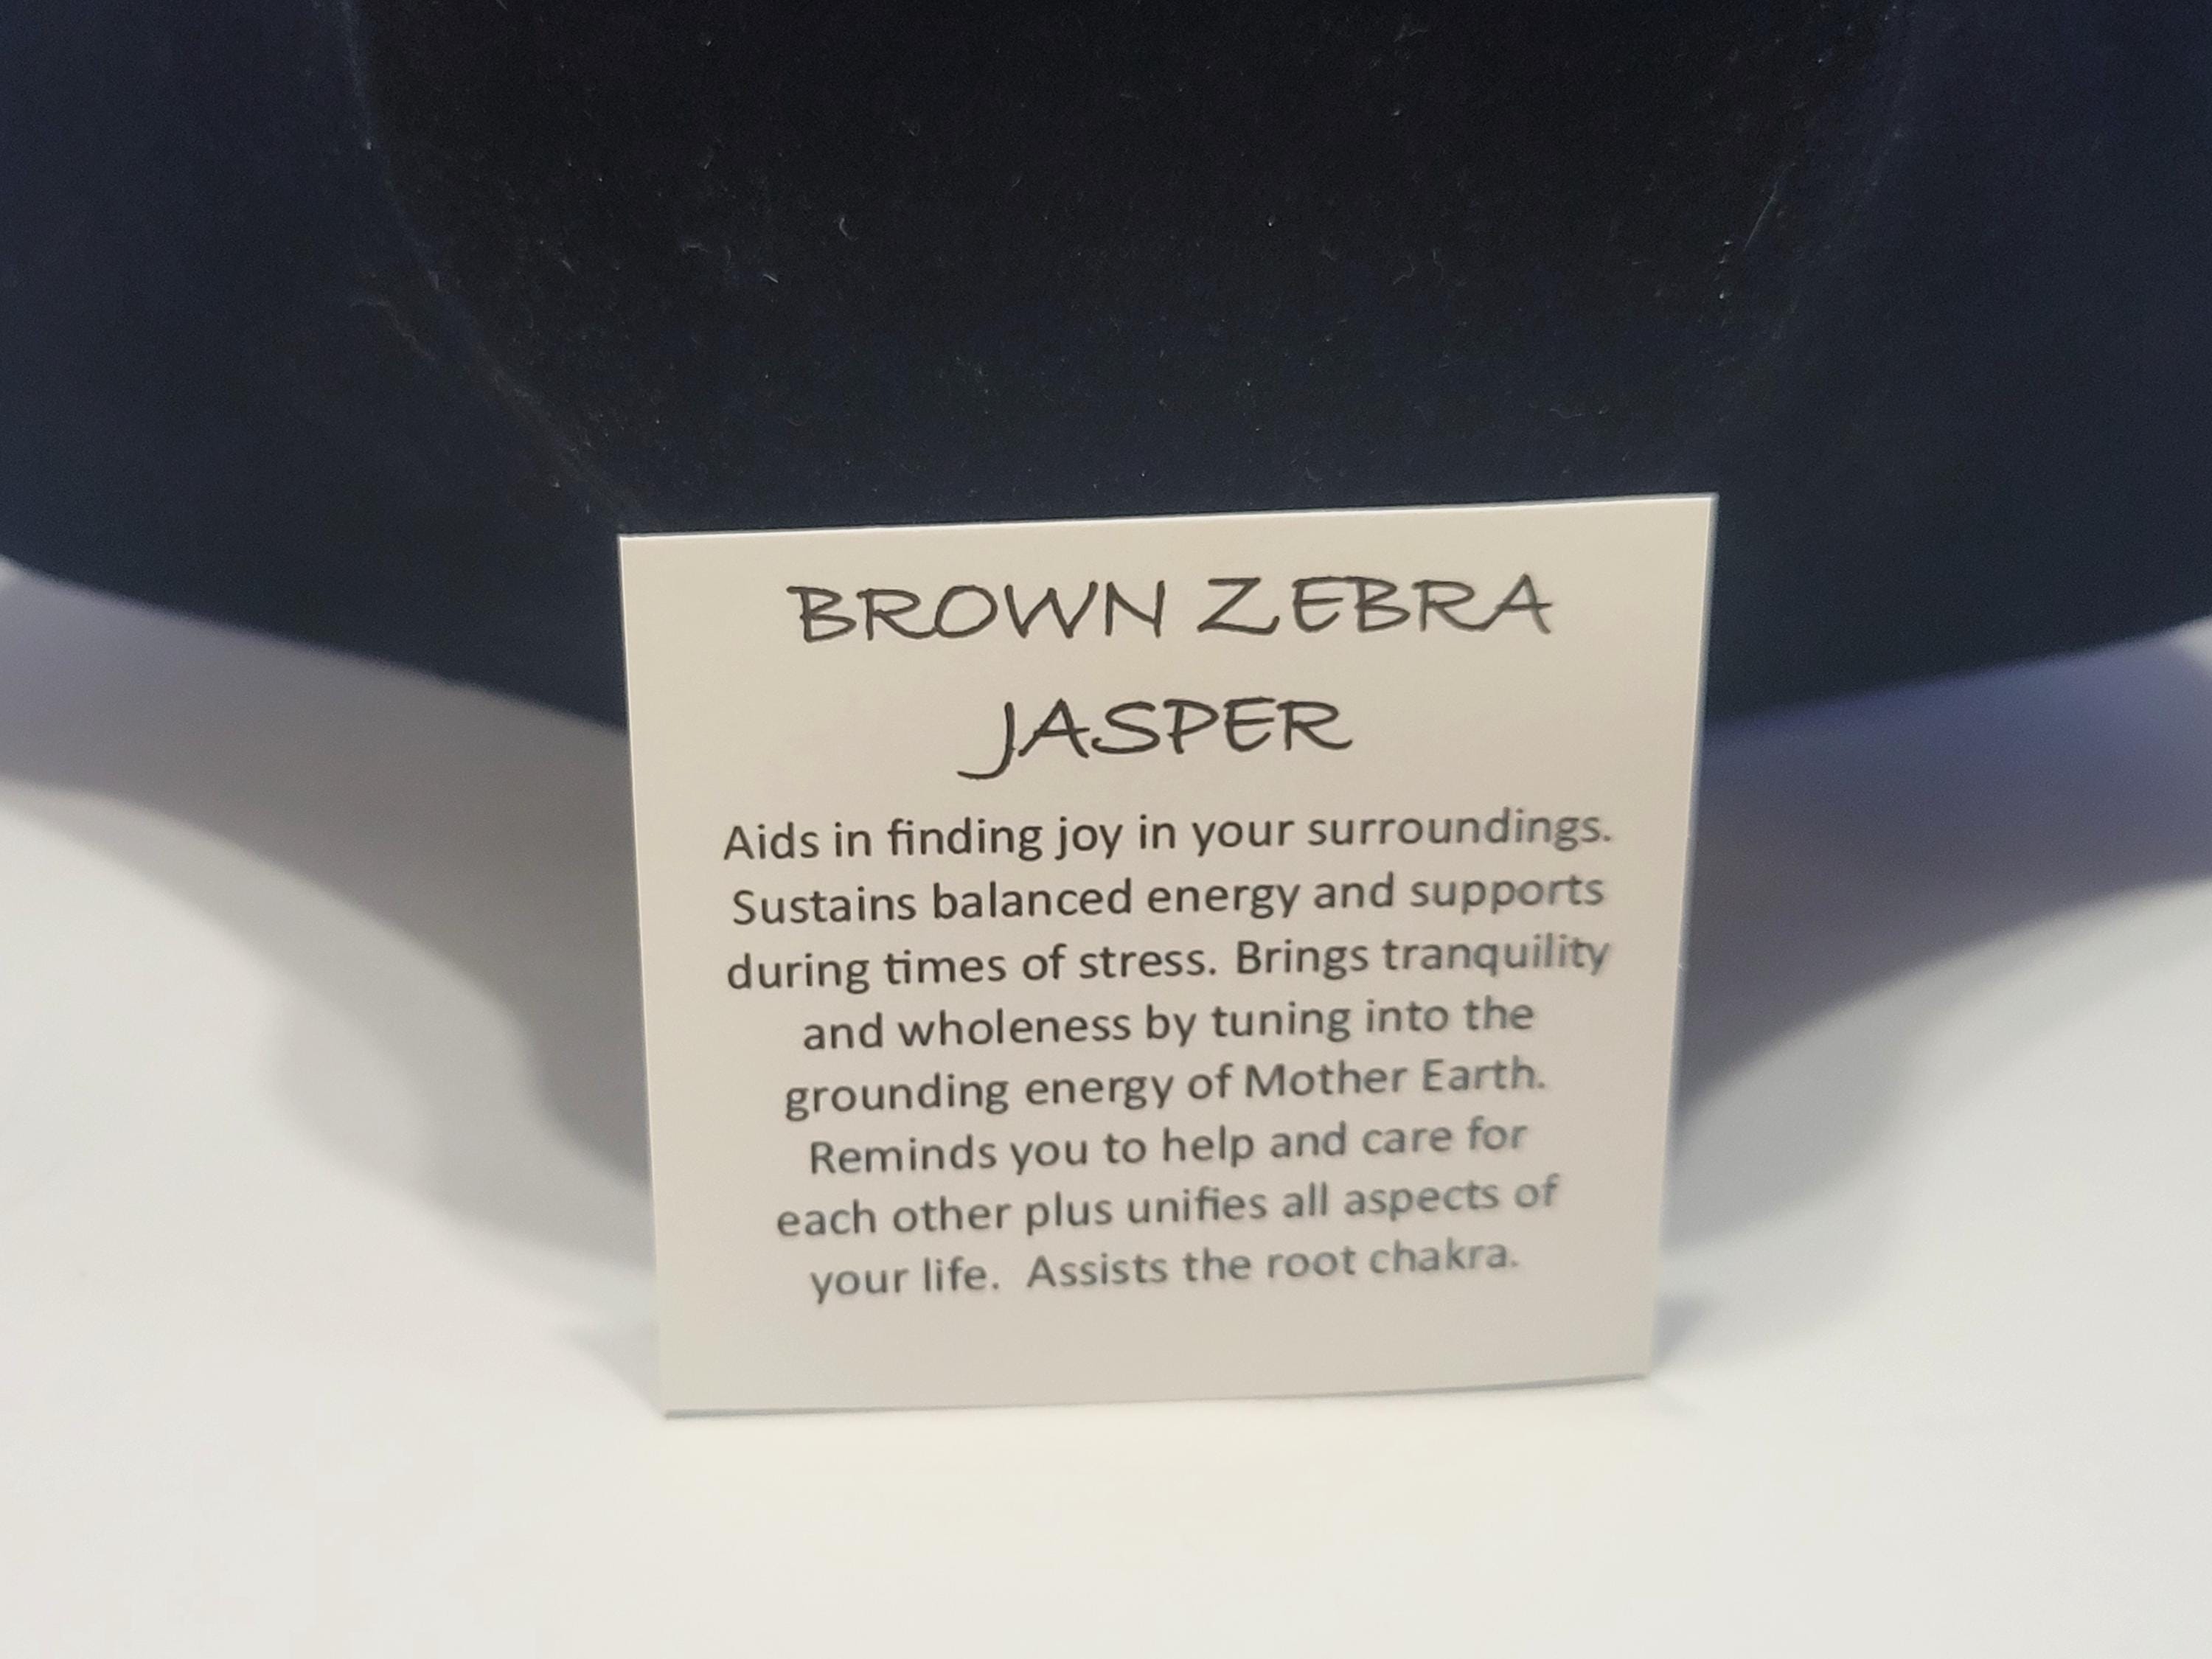 BROWN ZEBRA
JASPER
Aids in finding joy in your surroundings.
Sustains balanced energy and supports
during times of stress. Brings tranquility
and wholeness by tuning into the
grounding energy of Mother Earth.
Reminds you to help and care for
each other plus unifies all aspects of
your life.  Assists the root chakra.